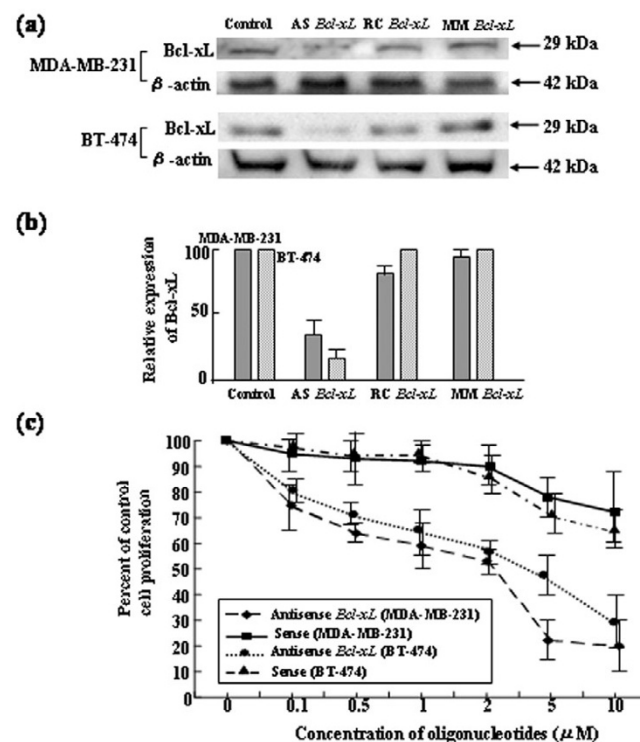 (a)
Control AS Bcl-xL RC Bcl-xL MM Bcl-xL
MDA-MB-231
Bcl-xL
29 kDa
β-actin
42 kDa
BT-474
Bcl-xL
29 kDa
β-actin
42 kDa
(b)
Relative expression
of Bcl-xL
MDA-MB-231
BT-474
100
50
0
Control AS Bcl-xL RC Bcl-xL MM Bcl-xL
(c)
Percent of control
cell proliferation
100
90
80
70
60
50
40
30
20
10
0
Antisense Bcl-xL (MDA-MB-231)
Sense (MDA-MB-231)
Antisense Bcl-xL (BT-474)
Sense (BT-474)
0 0.1 0.5 1 2 5 10
Concentration of oligonucleotides (μM)